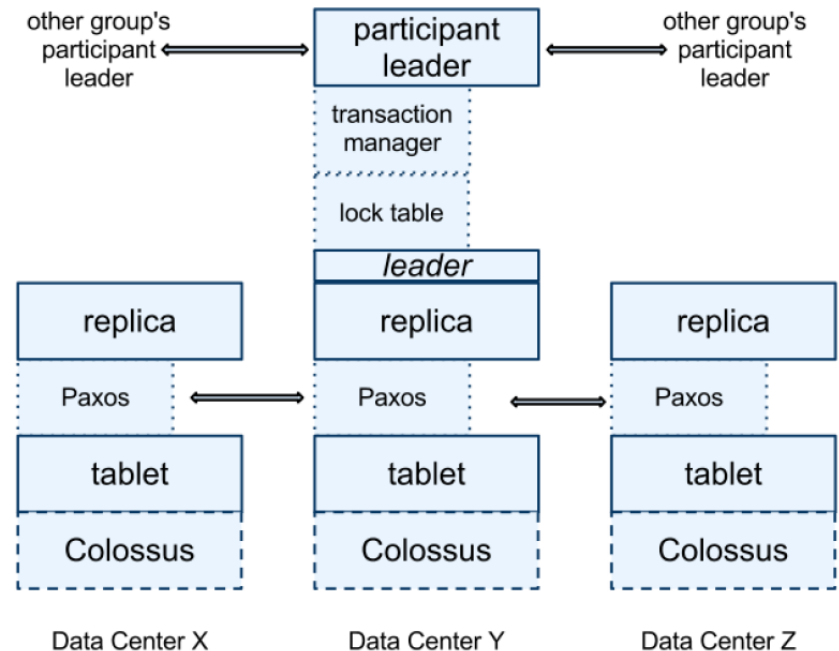 other group's
participant
leader
participant
leader
other group's
participant
leader
transaction
manager
lock table
leader
replica
replica
replica
Paxos
Paxos
Paxos
tablet
tablet
tablet
Colossus
Colossus
Colossus
Data Center X
Data Center Y
Data Center Z